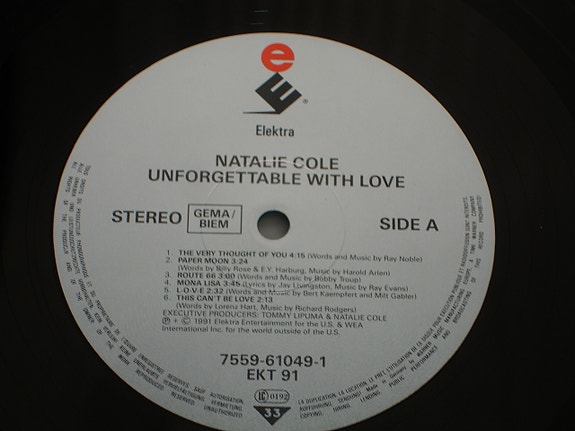 e
E®
Elektra
NATALIE COLE
UNFORGETTABLE WITH LOVE
STEREO GEMA/BIEM SIDE A
1. THE VERY THOUGHT OF YOU 4:15 (Words and Music by Ray Noble)
2. PAPER MOON 3:24
(Words by Billy Rose & E.Y. Harburg, Music by Harold Arlen)
3. ROUTE 66 3:00 (Words and Music by Bobby Troup)
4. MONA LISA 3:45 (Lyrics by Jay Livingston, Music by Ray Evans)
5. L-O-V-E 2:32 (Words and Music by Bert Kaempfert and Milt Gabler)
6. THIS CAN'T BE LOVE 2:13
(Words by Lorenz Hart, Music by Richard Rodgers)
EXECUTIVE PRODUCERS: TOMMY LIPUMA & NATALIE COLE
℗ + © 1991 Elektra Entertainment for the U.S. & WEA
International Inc. for the world outside of the U.S.
7559-61049-1
EKT 91
LC 0192
33